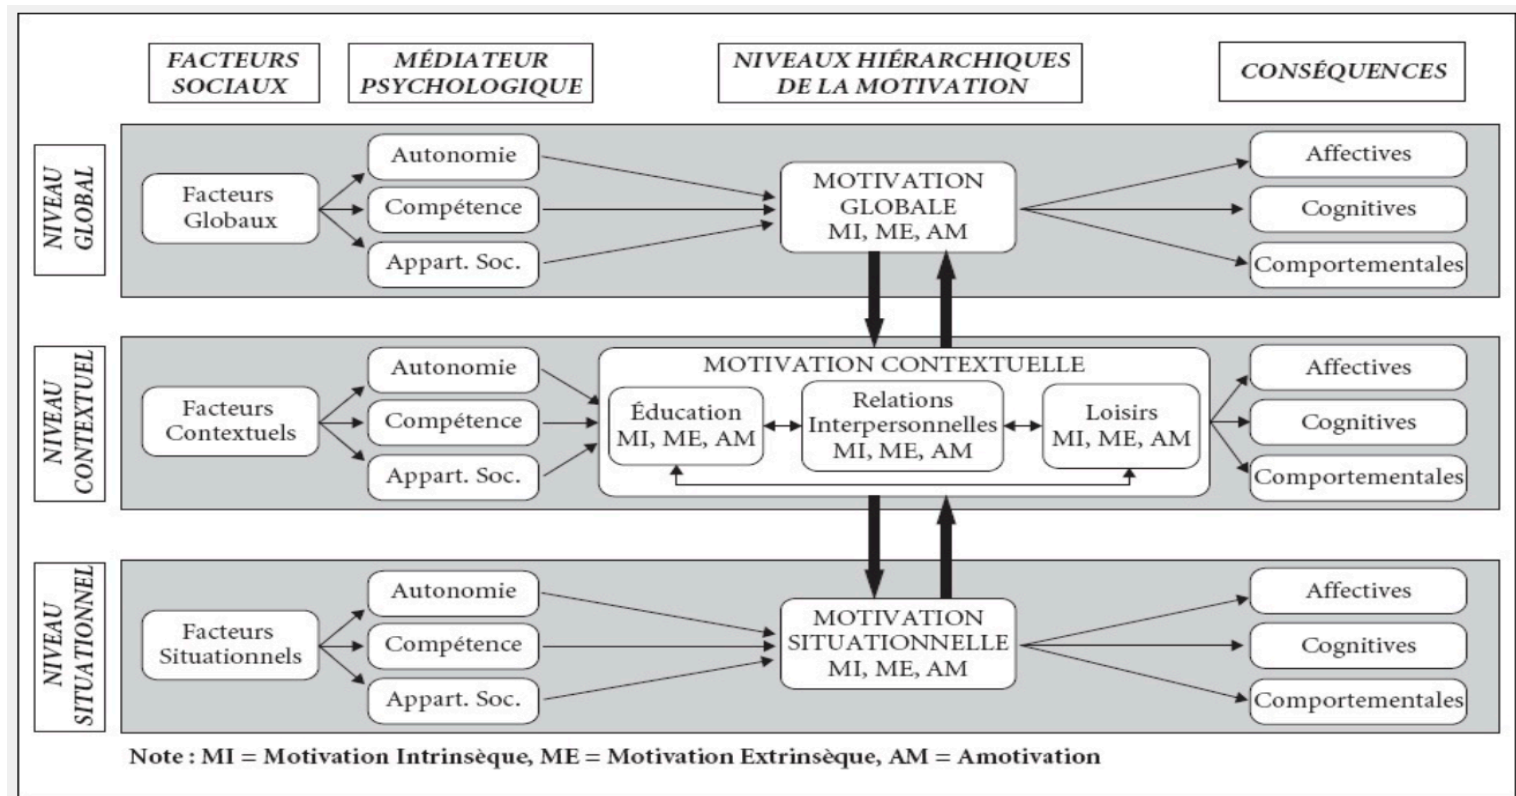 FACTEURS
SOCIAUX
MÉDIATEUR
PSYCHOLOGIQUE
NIVEAUX HIÉRARCHIQUES
DE LA MOTIVATION
CONSÉQUENCES
NIVEAU
GLOBAL
Facteurs
Globaux
Autonomie
Compétence
Appart. Soc.
MOTIVATION
GLOBALE
MI, ME, AM
Affectives
Cognitives
Comportementales
NIVEAU
CONTEXTUEL
Facteurs
Contextuels
Autonomie
Compétence
Appart. Soc.
MOTIVATION CONTEXTUELLE
Éducation
MI, ME, AM
Relations
Interpersonnelles
MI, ME, AM
Loisirs
MI, ME, AM
Affectives
Cognitives
Comportementales
NIVEAU
SITUATIONNEL
Facteurs
Situationnels
Autonomie
Compétence
Appart. Soc.
MOTIVATION
SITUATIONNELLE
MI, ME, AM
Affectives
Cognitives
Comportementales
Note : MI = Motivation Intrinsèque, ME = Motivation Extrinsèque, AM = Amotivation